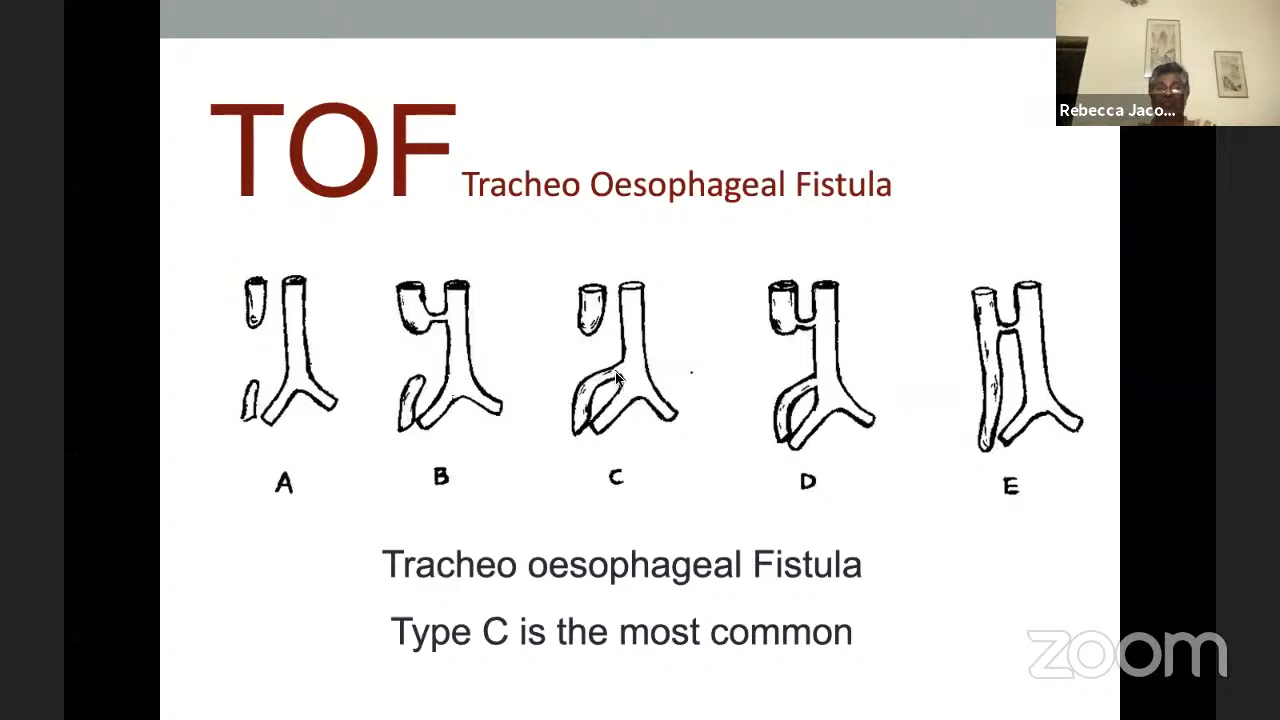 Rebecca Jaco...
TOF Tracheo Oesophageal Fistula
A B C D E
Tracheo oesophageal Fistula
Type C is the most common
zoom